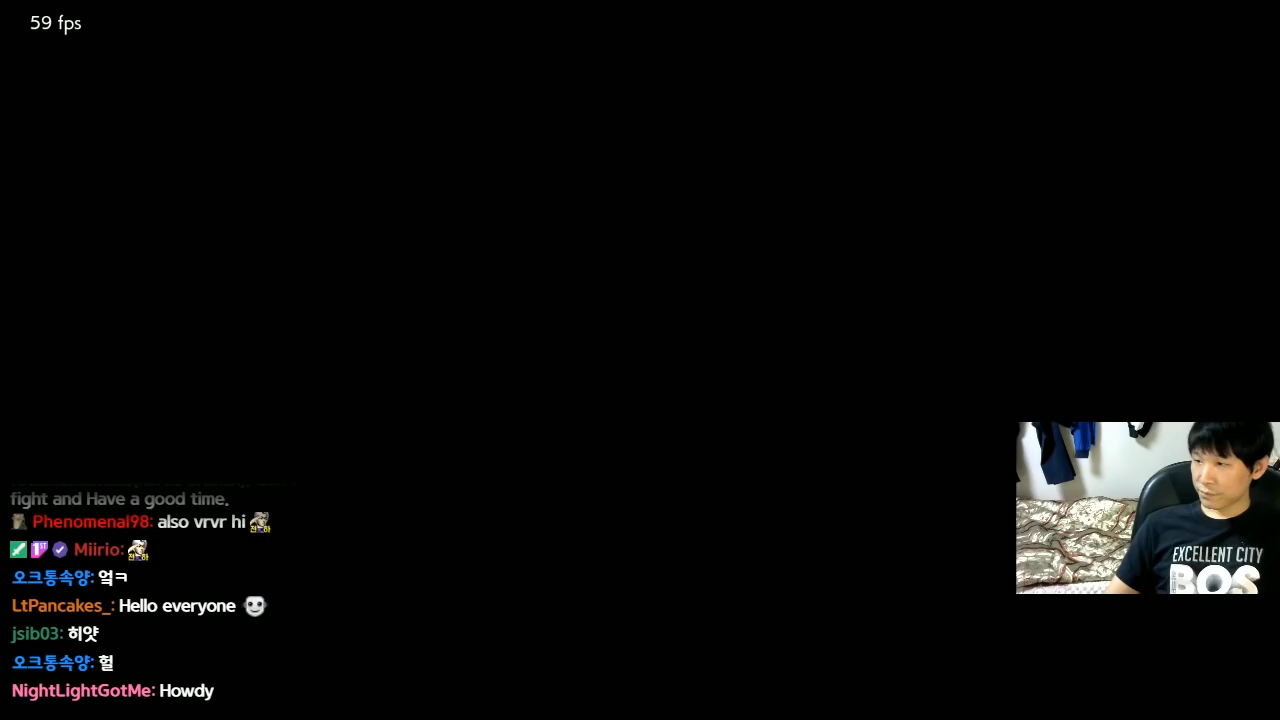 59 fps
fight and Have a good time.
Phenomenal98: also vrvr hi
Miirio:
오크통속양: 엌ㅋ
LtPancakes_: Hello everyone
jsib03: 히얏
오크통속양: 헐
NightLightGotMe: Howdy
EXCELLENT CITY
BOS